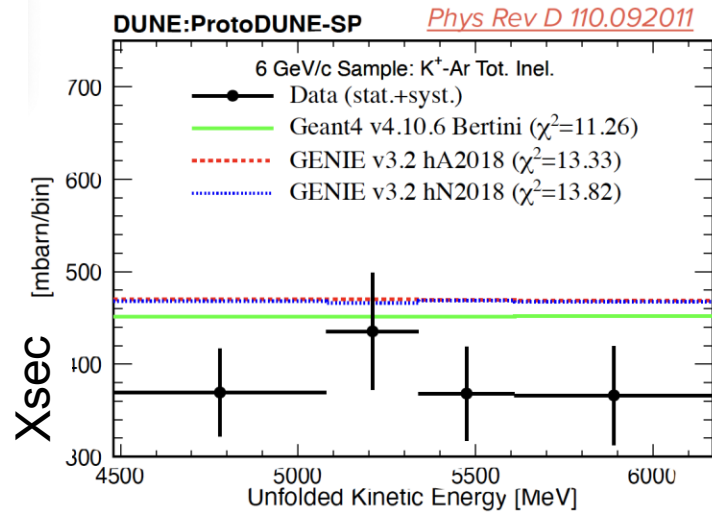 DUNE:ProtoDUNE-SP
Phys Rev D 110.092011
6 GeV/c Sample: K⁺-Ar Tot. Inel.
Data (stat.+syst.)
Geant4 v4.10.6 Bertini (χ²=11.26)
GENIE v3.2 hA2018 (χ²=13.33)
GENIE v3.2 hN2018 (χ²=13.82)
700
600
500
400
300
[mbarn/bin]
Xsec
4500 5000 5500 6000
Unfolded Kinetic Energy [MeV]